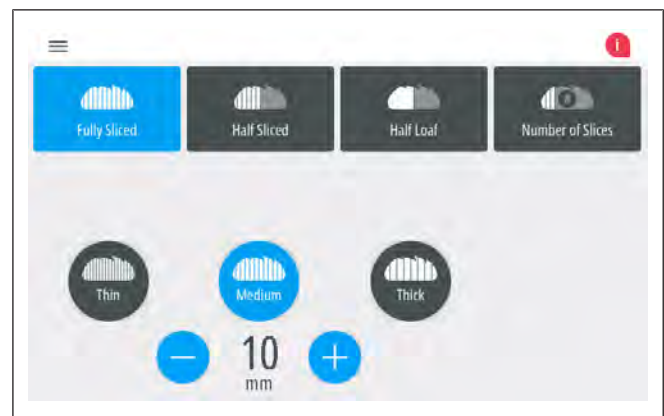 i
Fully Sliced
Half Sliced
Half Loaf
Number of Slices
Thin
Medium
Thick
10
mm